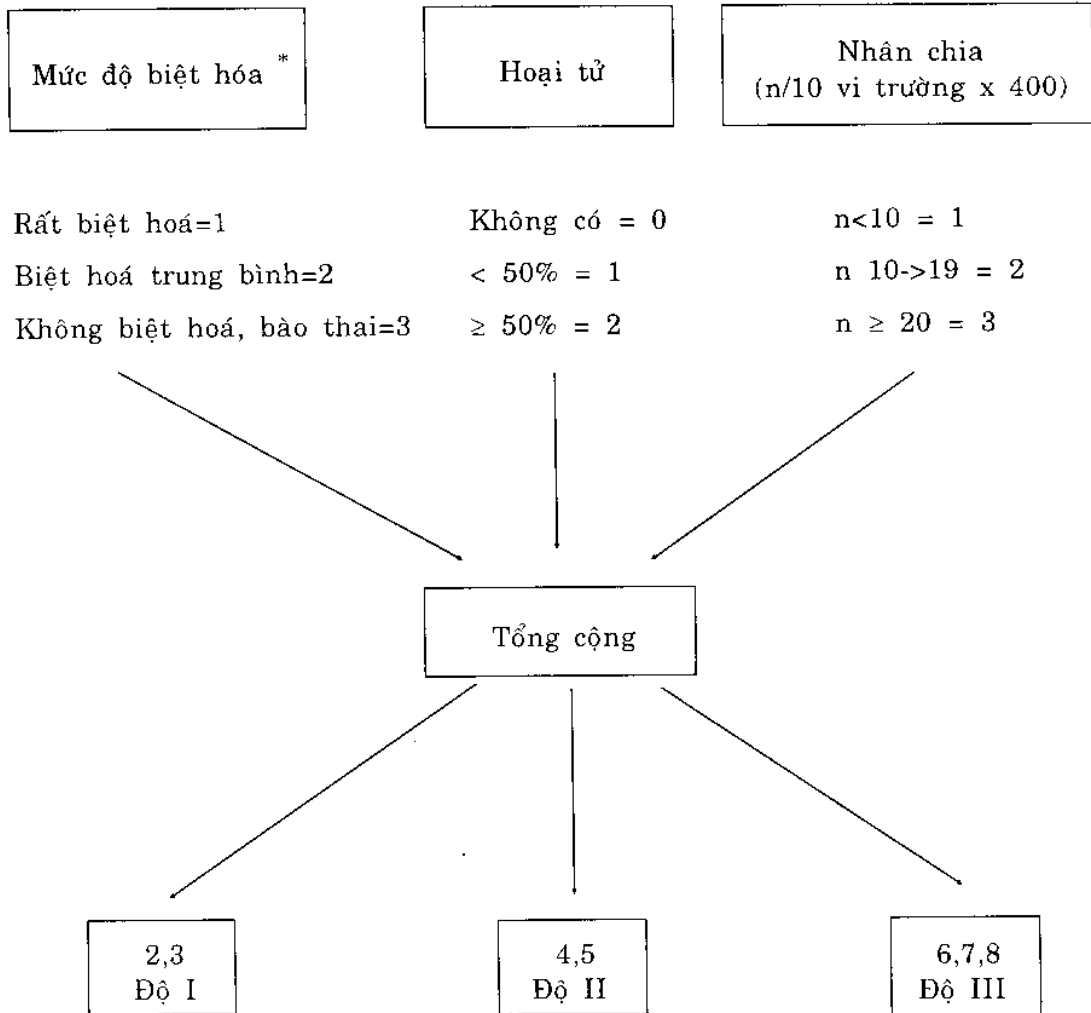 Mức độ biệt hóa *
Hoại tử
Nhân chia
(n/10 vi trường x 400)
Rất biệt hoá=1
Biệt hoá trung bình=2
Không biệt hoá, bào thai=3
Không có = 0
< 50% = 1
≥ 50% = 2
n<10 = 1
n 10->19 = 2
n ≥ 20 = 3
Tổng cộng
2,3
Độ I
4,5
Độ II
6,7,8
Độ III